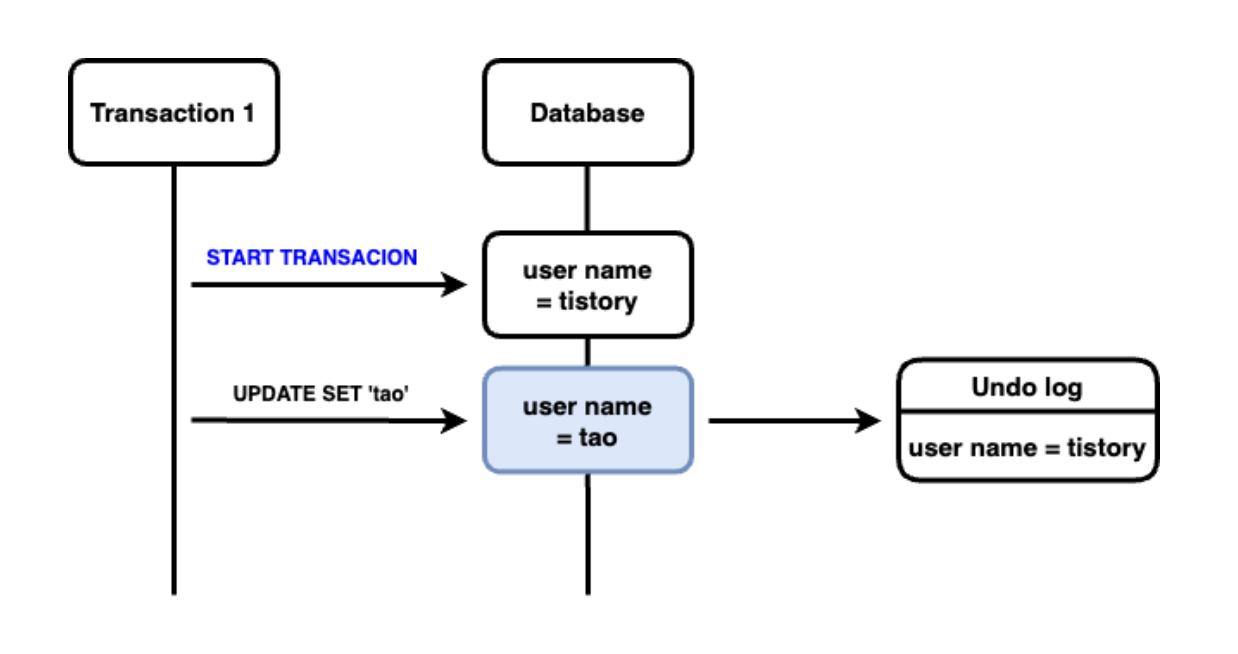 Transaction 1
Database
START TRANSACION
user name
= tistory
UPDATE SET 'tao'
user name
= tao
Undo log
user name = tistory